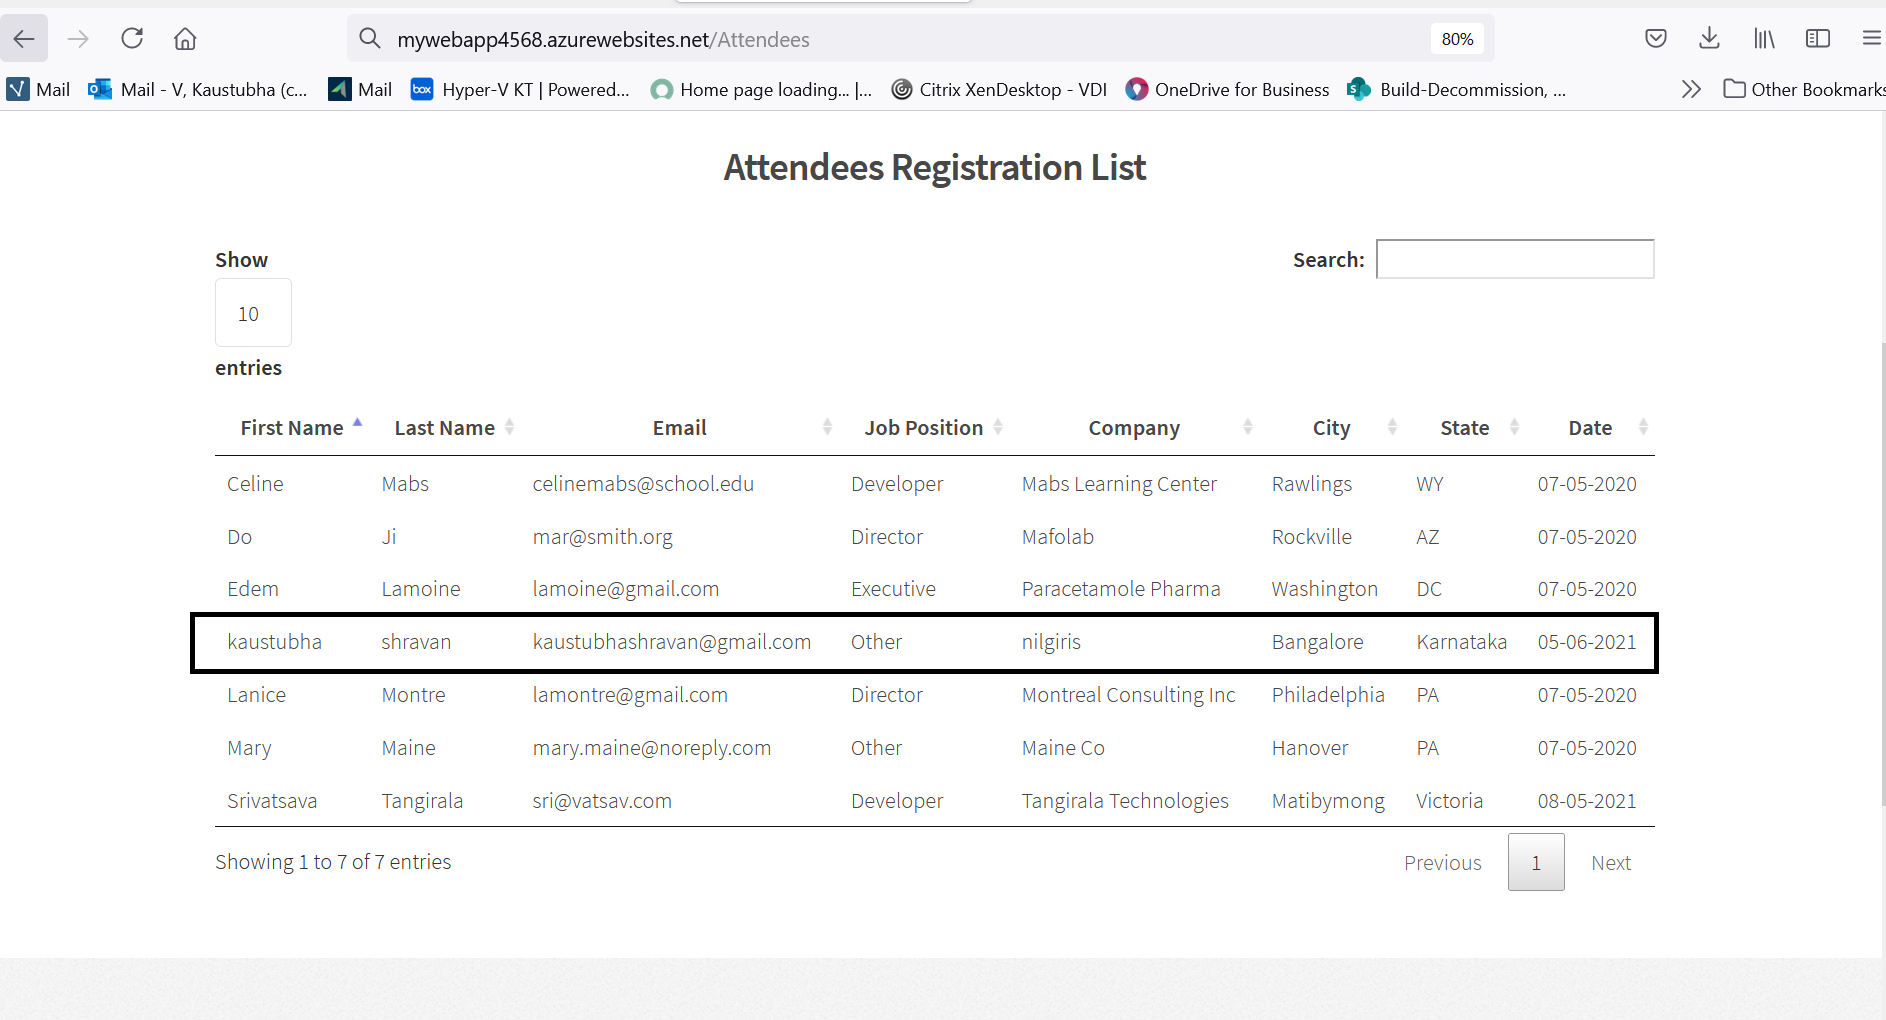 mywebapp4568.azurewebsites.net/Attendees 80%
Mail Mail - V, Kaustubha (c... Mail box Hyper-V KT | Powered... Home page loading... |... Citrix XenDesktop - VDI OneDrive for Business Build-Decommission, ... Other Bookmarks
Attendees Registration List
Show
Search:
10
entries
First Name Last Name Email Job Position Company City State Date
Celine Mabs celinemabs@school.edu Developer Mabs Learning Center Rawlings WY 07-05-2020
Do Ji mar@smith.org Director Mafolab Rockville AZ 07-05-2020
Edem Lamoine lamoine@gmail.com Executive Paracetamole Pharma Washington DC 07-05-2020
kaustubha shravan kaustubhashravan@gmail.com Other nilgiris Bangalore Karnataka 05-06-2021
Lanice Montre lamontre@gmail.com Director Montreal Consulting Inc Philadelphia PA 07-05-2020
Mary Maine mary.maine@noreply.com Other Maine Co Hanover PA 07-05-2020
Srivatsava Tangirala sri@vatsav.com Developer Tangirala Technologies Matibymong Victoria 08-05-2021
Showing 1 to 7 of 7 entries Previous 1 Next